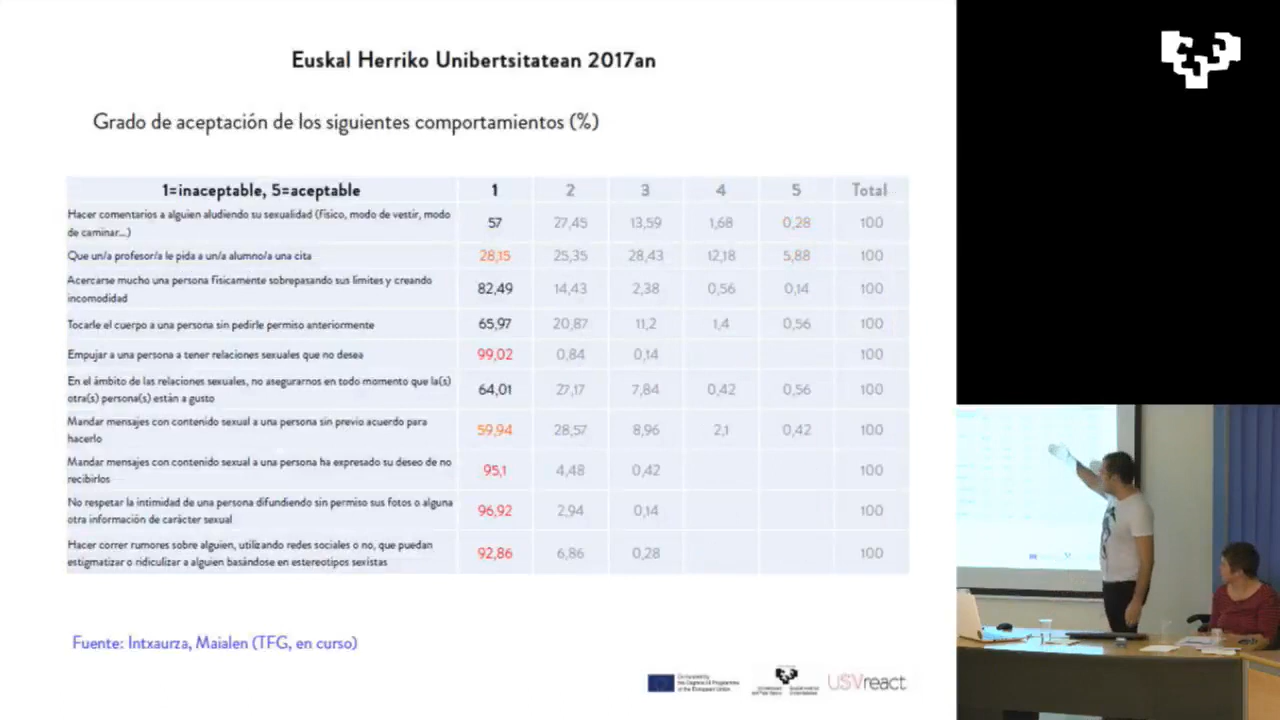 Euskal Herriko Unibertsitatean 2017an
Grado de aceptación de los siguientes comportamientos (%)
1=inaceptable, 5=aceptable 1 2 3 4 5 Total
Hacer comentarios a alguien aludiendo su sexualidad (físico, modo de vestir, modo
de caminar...) 57 27,45 13,59 1,68 0,28 100
Que un/a profesor/a le pida a un/a alumno/a una cita 28,15 25,35 28,43 12,18 5,88 100
Acercarse mucho una persona físicamente sobrepasando sus límites y creando
incomodidad 82,49 14,43 2,38 0,56 0,14 100
Tocarle el cuerpo a una persona sin pedirle permiso anteriormente 65,97 20,87 11,2 1,4 0,56 100
Empujar a una persona a tener relaciones sexuales que no desea 99,02 0,84 0,14 100
En el ámbito de las relaciones sexuales, no asegurarnos en todo momento que la(s)
otra(s) persona(s) están a gusto 64,01 27,17 7,84 0,42 0,56 100
Mandar mensajes con contenido sexual a una persona sin previo acuerdo para
hacerlo 59,94 28,57 8,96 2,1 0,42 100
Mandar mensajes con contenido sexual a una persona ha expresado su deseo de no
recibirlos 95,1 4,48 0,42 100
No respetar la intimidad de una persona difundiendo sin permiso sus fotos o alguna
otra información de carácter sexual 96,92 2,94 0,14 100
Hacer correr rumores sobre alguien, utilizando redes sociales o no, que puedan
estigmatizar o ridiculizar a alguien basándose en estereotipos sexistas 92,86 6,86 0,28 100
Fuente: Intxaurza, Maialen (TFG, en curso)
of the European Union
USVreact